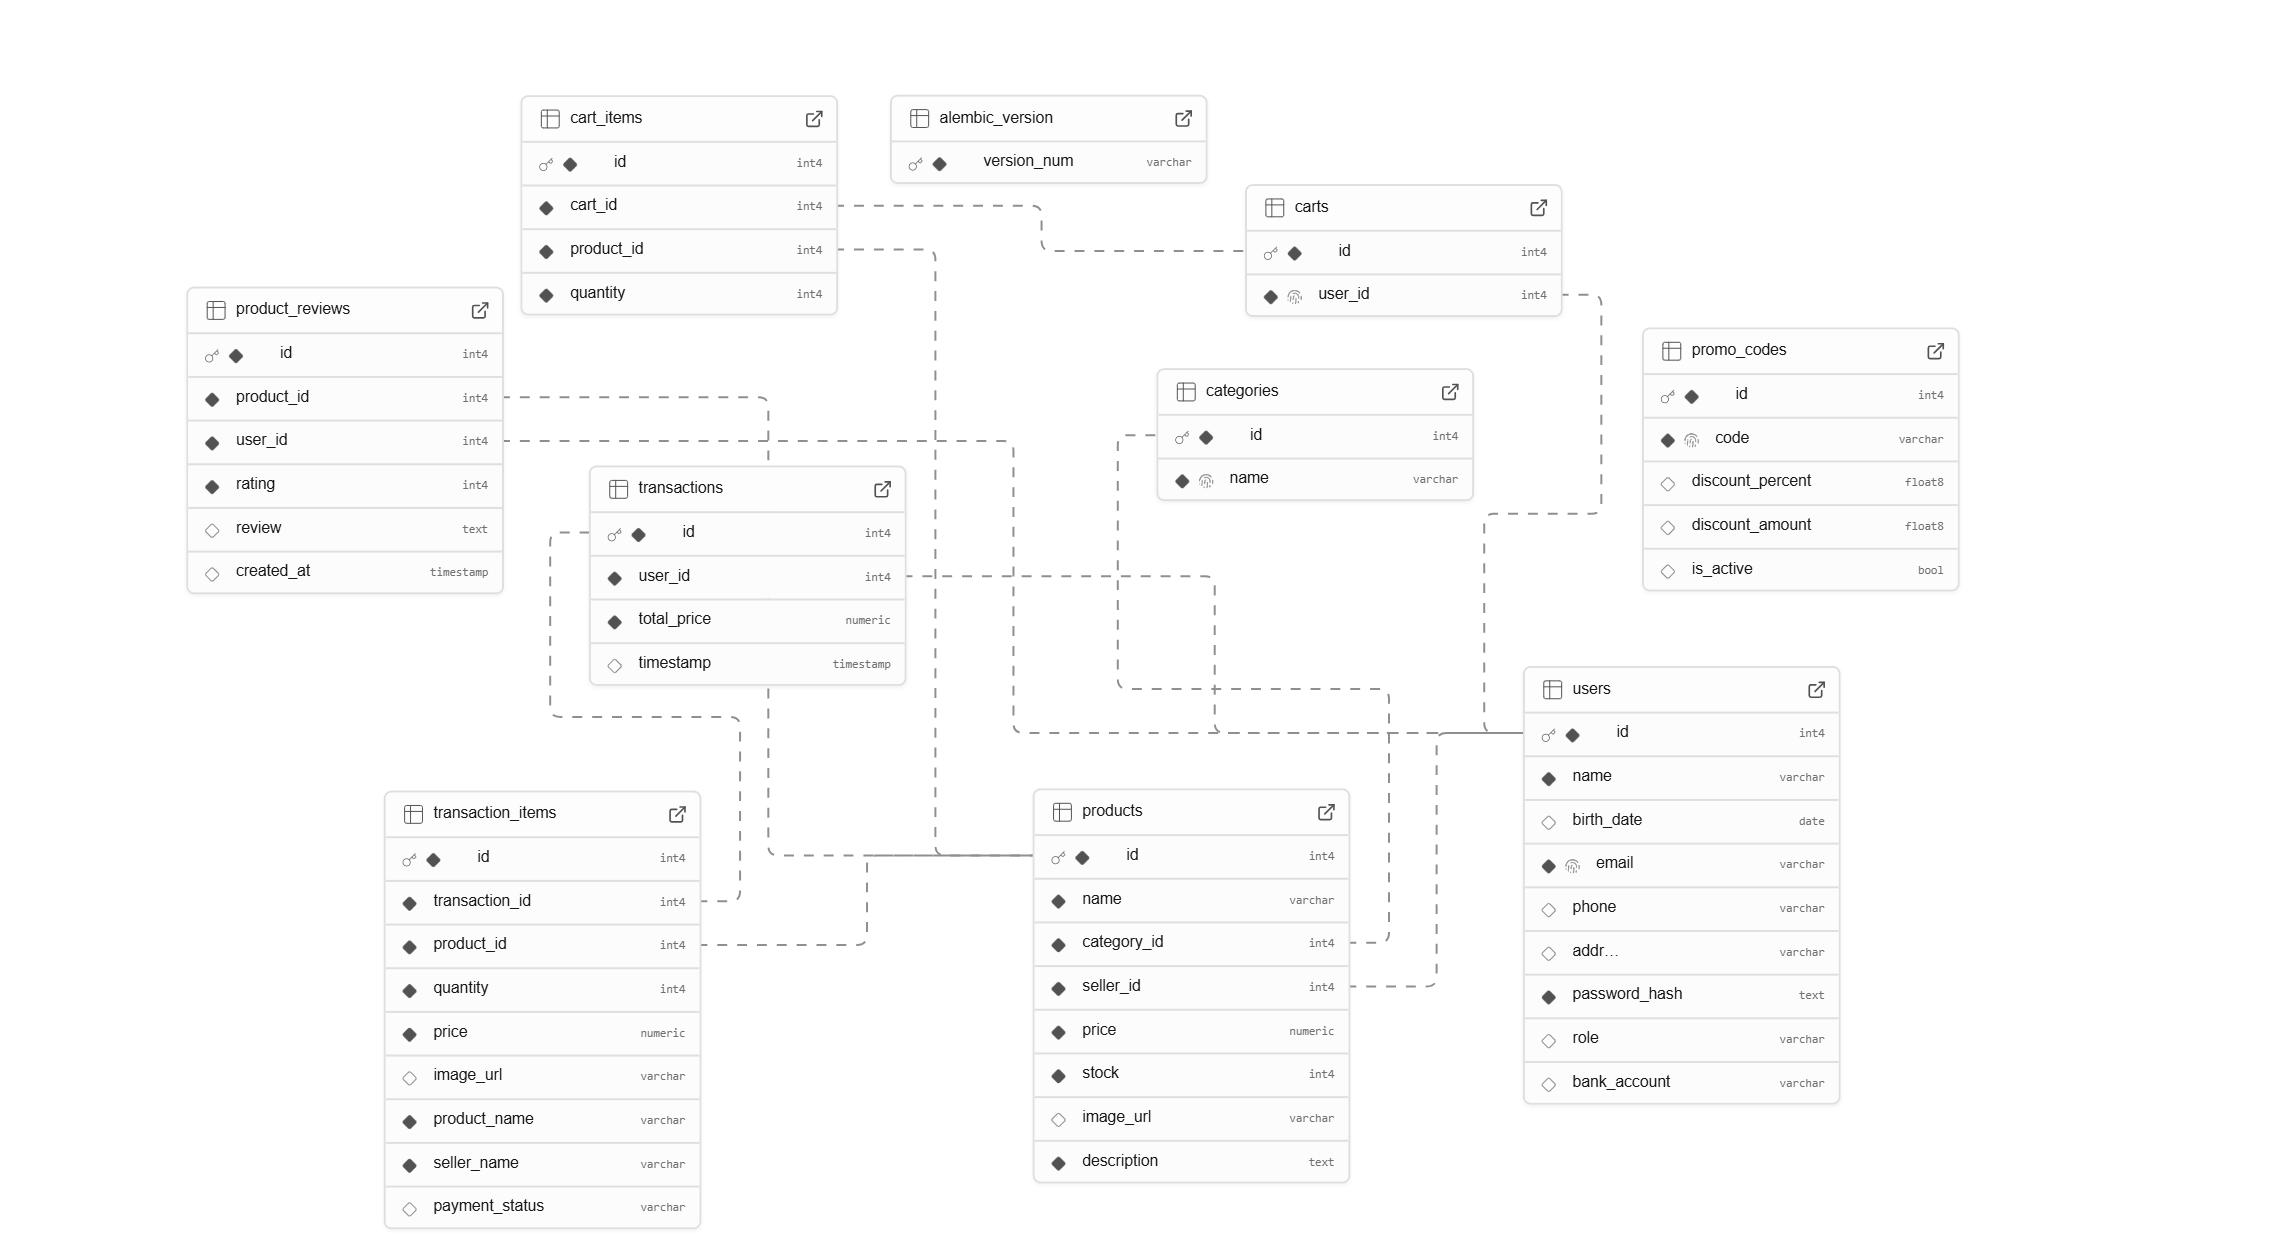 cart_items
id int4
cart_id int4
product_id int4
quantity int4
alembic_version
version_num varchar
carts
id int4
user_id int4
product_reviews
id int4
product_id int4
user_id int4
rating int4
review text
created_at timestamp
promo_codes
id int4
code varchar
discount_percent float8
discount_amount float8
is_active bool
categories
id int4
name varchar
transactions
id int4
user_id int4
total_price numeric
timestamp timestamp
users
id int4
name varchar
birth_date date
email varchar
phone varchar
addr... varchar
password_hash text
role varchar
bank_account varchar
transaction_items
id int4
transaction_id int4
product_id int4
quantity int4
price numeric
image_url varchar
product_name varchar
seller_name varchar
payment_status varchar
products
id int4
name varchar
category_id int4
seller_id int4
price numeric
stock int4
image_url varchar
description text